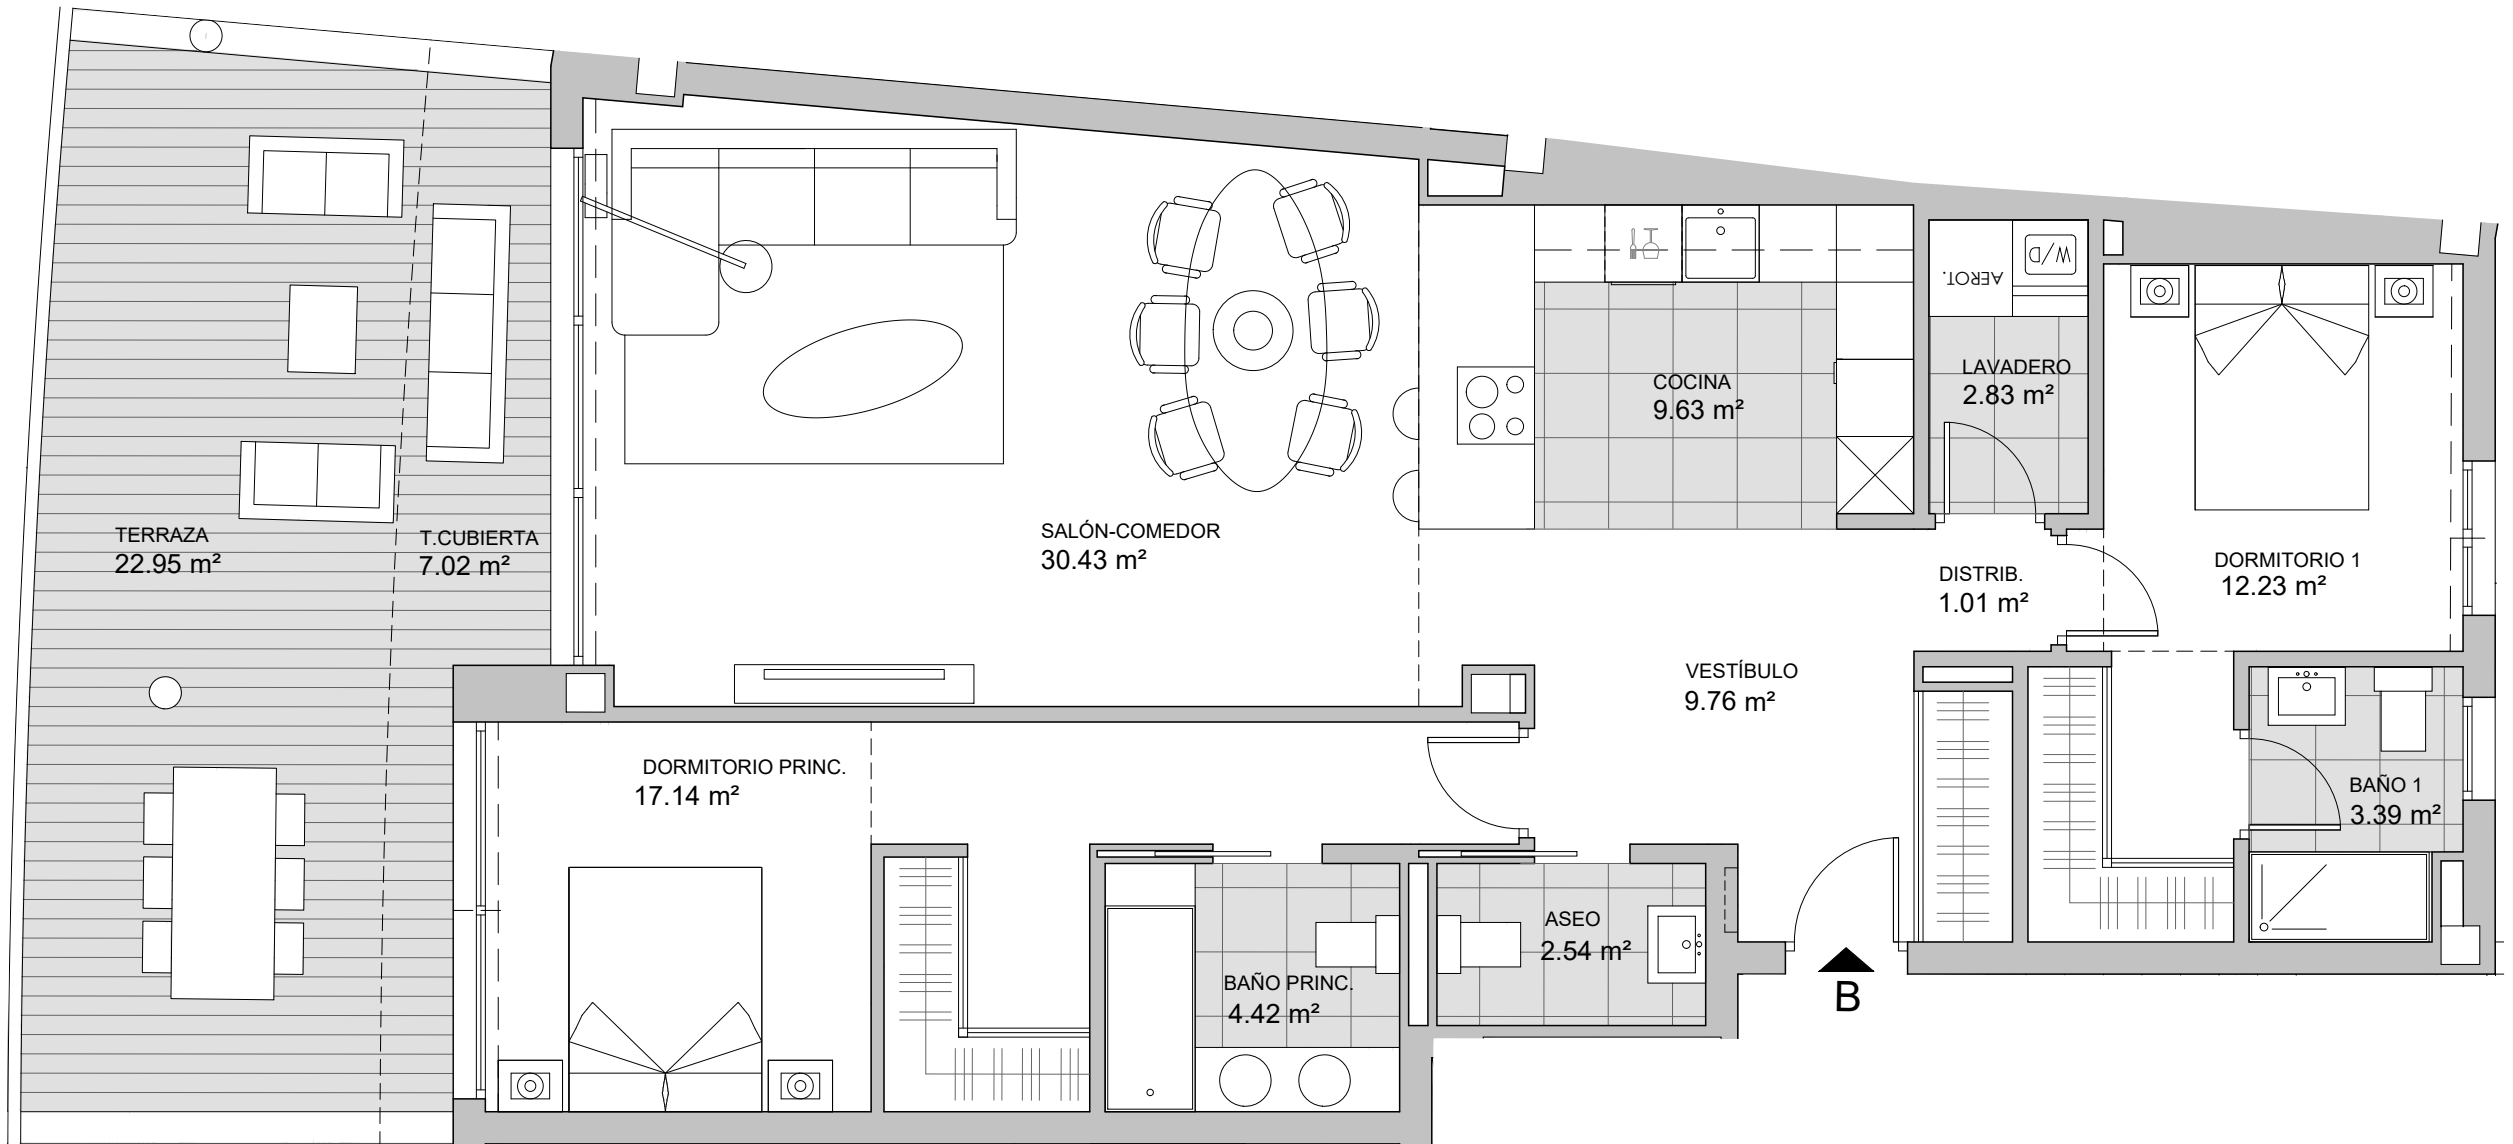 W/D
AEROT.
LAVADERO
2.83 m²
COCINA
9.63 m²
TERRAZA
22.95 m²
T.CUBIERTA
7.02 m²
SALÓN-COMEDOR
30.43 m²
DISTRIB.
1.01 m²
DORMITORIO 1
12.23 m²
VESTÍBULO
9.76 m²
DORMITORIO PRINC.
17.14 m²
BAÑO 1
3.39 m²
ASEO
2.54 m²
BAÑO PRINC.
4.42 m²
B